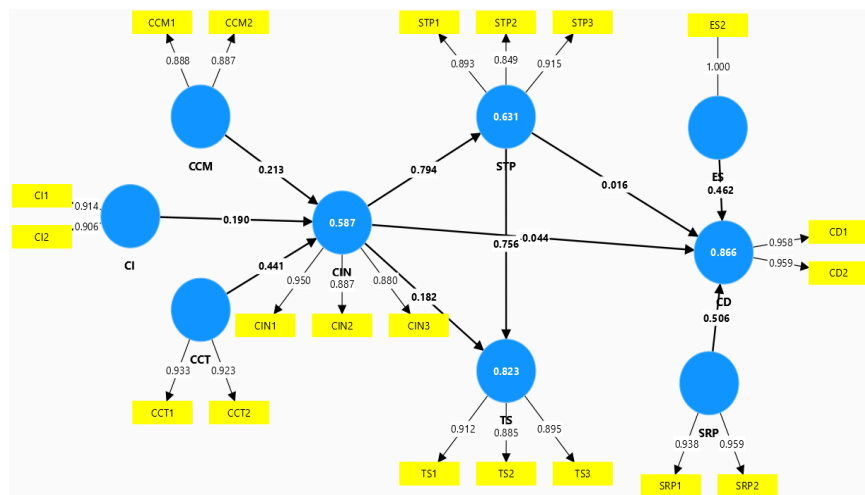 CCM1
CCM2
STP1
STP2
STP3
ES2
0.888
0.887
0.893
0.849
0.915
1.000
0.631
CCM
STP
ES
0.213
0.794
0.016
0.462
CI1
CI2
0.914
0.906
CI
0.190
0.587
0.756
0.044
0.866
0.958
0.959
CD1
CD2
CIN
CD
0.441
0.950
0.887
0.880
0.182
0.506
CIN1
CIN2
CIN3
CCT
0.933
0.923
0.823
CCT1
CCT2
TS
SRP
0.912
0.885
0.895
0.938
0.959
TS1
TS2
TS3
SRP1
SRP2